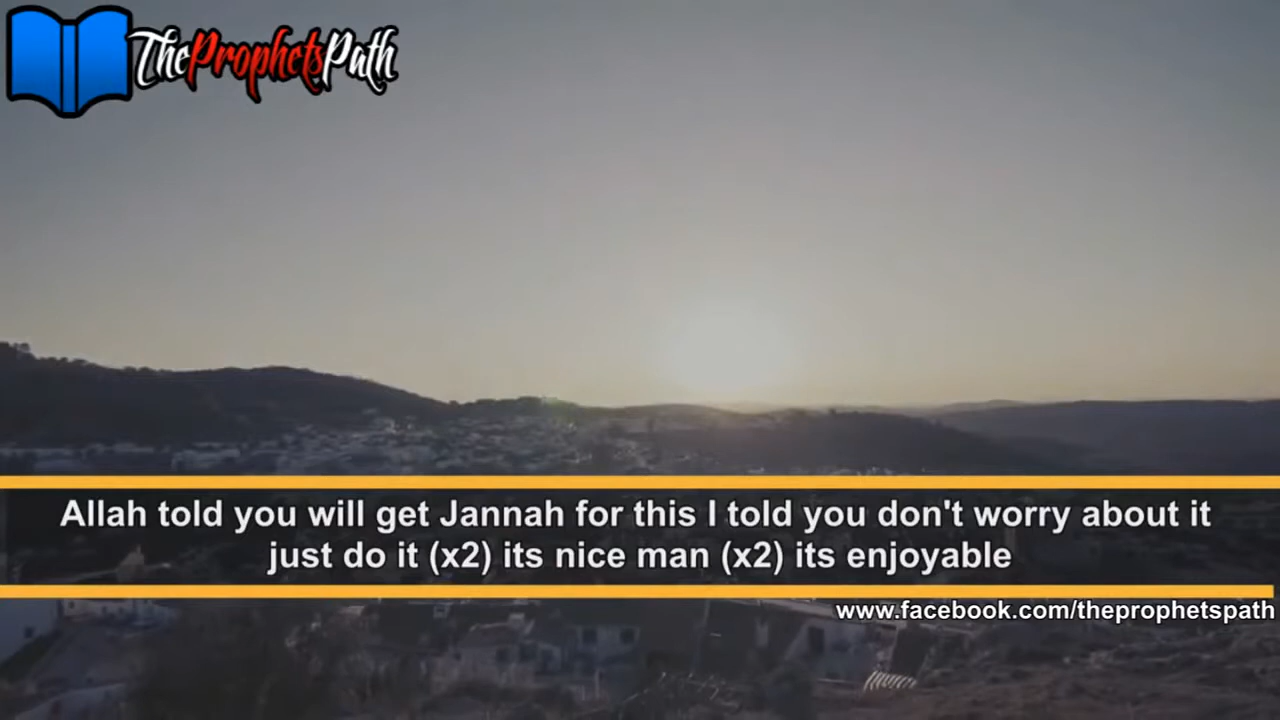 TheProphetsPath
Allah told you will get Jannah for this I told you don't worry about it
just do it (x2) its nice man (x2) its enjoyable
www.facebook.com/theprophetspath